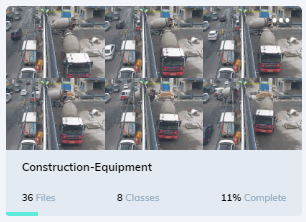 Construction-Equipment
36 Files
8 Classes
11% Complete